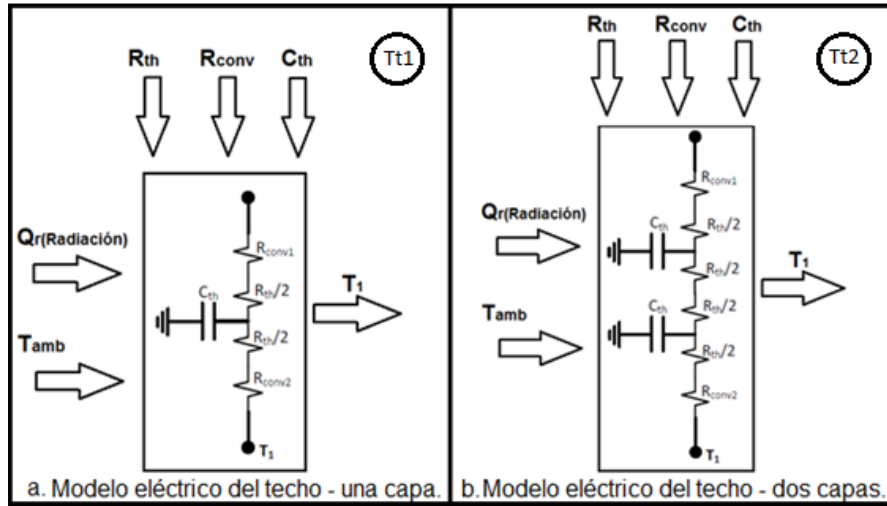 Rth Rconv Cth Tt1
Qr(Radiación)
Tamb
Rconv1
Rth/2
Cth
Rth/2
Rconv2
T1
T1
a. Modelo eléctrico del techo - una capa.
Rth Rconv Cth Tt2
Qr(Radiación)
Tamb
Rconv1
Rth/2
Cth
Rth/2
Rth/2
Cth
Rth/2
Rconv2
T1
b. Modelo eléctrico del techo - dos capas.
T1